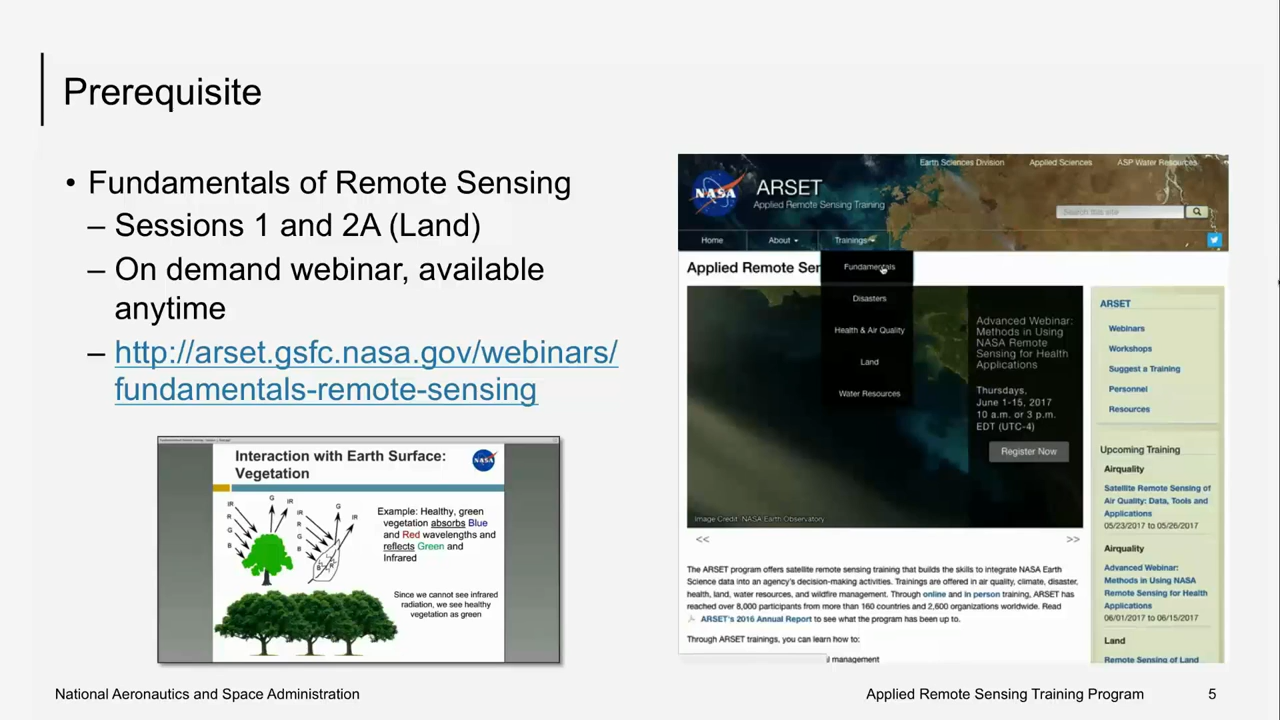 Prerequisite
• Fundamentals of Remote Sensing
– Sessions 1 and 2A (Land)
– On demand webinar, available
anytime
– http://arset.gsfc.nasa.gov/webinars/
fundamentals-remote-sensing
Interaction with Earth Surface:
Vegetation
NASA
IR
R
G
B
G
IR
IR
R
G
B
G
IR
Example: Healthy, green
vegetation absorbs Blue
and Red wavelengths and
reflects Green and
Infrared
Since we cannot see infrared
radiation, we see healthy
vegetation as green
Earth Sciences Division Applied Sciences ASP Water Resources
NASA
ARSET
Applied Remote Sensing Training
Search this site
Home About Trainings
Applied Remote Ser
Fundamentals
Disasters
Health & Air Quality
Land
Water Resources
Advanced Webinar:
Methods in Using
NASA Remote
Sensing for Health
Applications
Thursdays,
June 1-15, 2017
10 a.m. or 3 p.m.
EDT (UTC-4)
Register Now
Image Credit: NASA Earth Observatory
<< >>
The ARSET program offers satellite remote sensing training that builds the skills to integrate NASA Earth
Science data into an agency's decision-making activities. Trainings are offered in air quality, climate, disaster,
health, land, water resources, and wildfire management. Through online and in person training, ARSET has
reached over 8,000 participants from more than 160 countries and 2,600 organizations worldwide. Read
ARSET's 2016 Annual Report to see what the program has been up to.
Through ARSET trainings, you can learn how to:
l management
ARSET
Webinars
Workshops
Suggest a Training
Personnel
Resources
Upcoming Training
Airquality
Satellite Remote Sensing of
Air Quality: Data, Tools and
Applications
05/23/2017 to 05/26/2017
Airquality
Advanced Webinar:
Methods in Using NASA
Remote Sensing for Health
Applications
06/01/2017 to 06/15/2017
Land
Remote Sensing of Land
National Aeronautics and Space Administration
Applied Remote Sensing Training Program 5